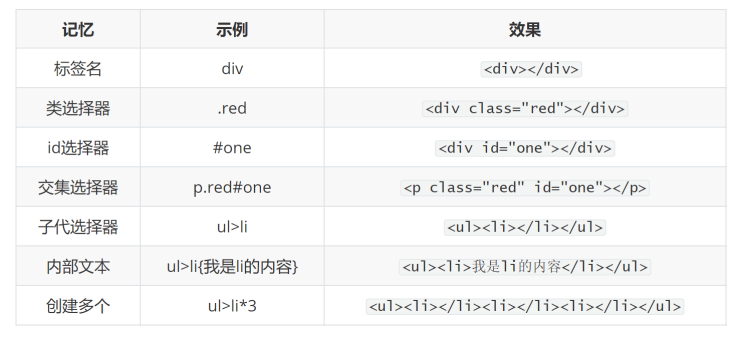 记忆 示例 效果
标签名 div <div></div>
类选择器 .red <div class="red"></div>
id选择器 #one <div id="one"></div>
交集选择器 p.red#one <p class="red" id="one"></p>
子代选择器 ul>li <ul><li></li></ul>
内部文本 ul>li{我是li的内容} <ul><li>我是li的内容</li></ul>
创建多个 ul>li*3 <ul><li></li><li></li><li></li></ul>